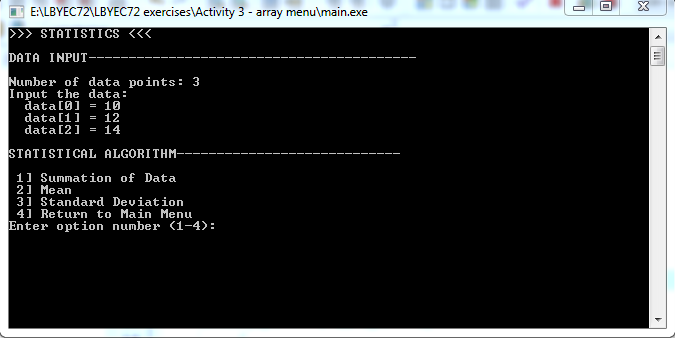 E:\LBYEC72\LBYEC72 exercises\Activity 3 - array menu\main.exe
>>> STATISTICS <<<
DATA INPUT-----------------------------------------
Number of data points: 3
Input the data:
data[0] = 10
data[1] = 12
data[2] = 14
STATISTICAL ALGORITHM----------------------------
1] Summation of Data
2] Mean
3] Standard Deviation
4] Return to Main Menu
Enter option number (1-4):